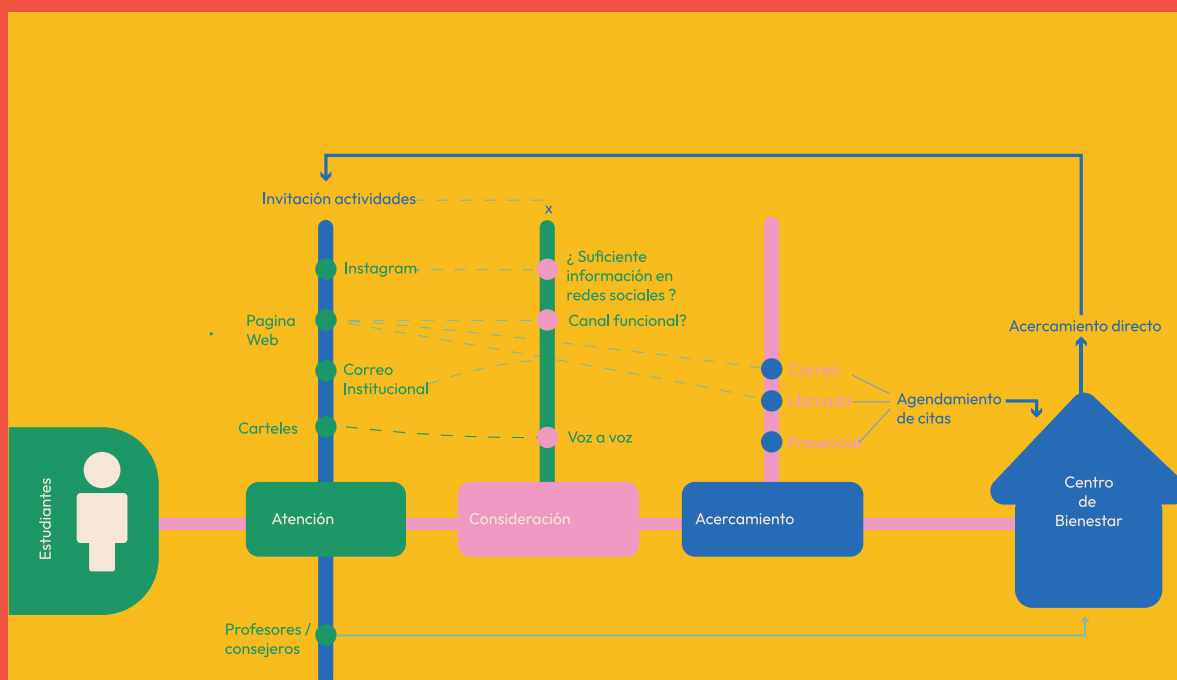 Invitación actividades
x
Instagram
¿ Suficiente
información en
redes sociales ?
Pagina
Web
Canal funcional?
Acercamiento directo
Correo
Institucional
Correo
Llamada
Agendamiento
de citas
Carteles
Voz a voz
Presencial
Estudiantes
Atención
Consideración
Acercamiento
Centro
de
Bienestar
Profesores /
consejeros